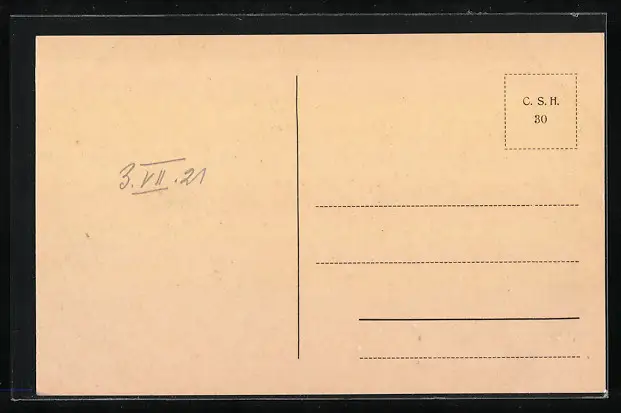 C. S. H.
30
3. VII. 21